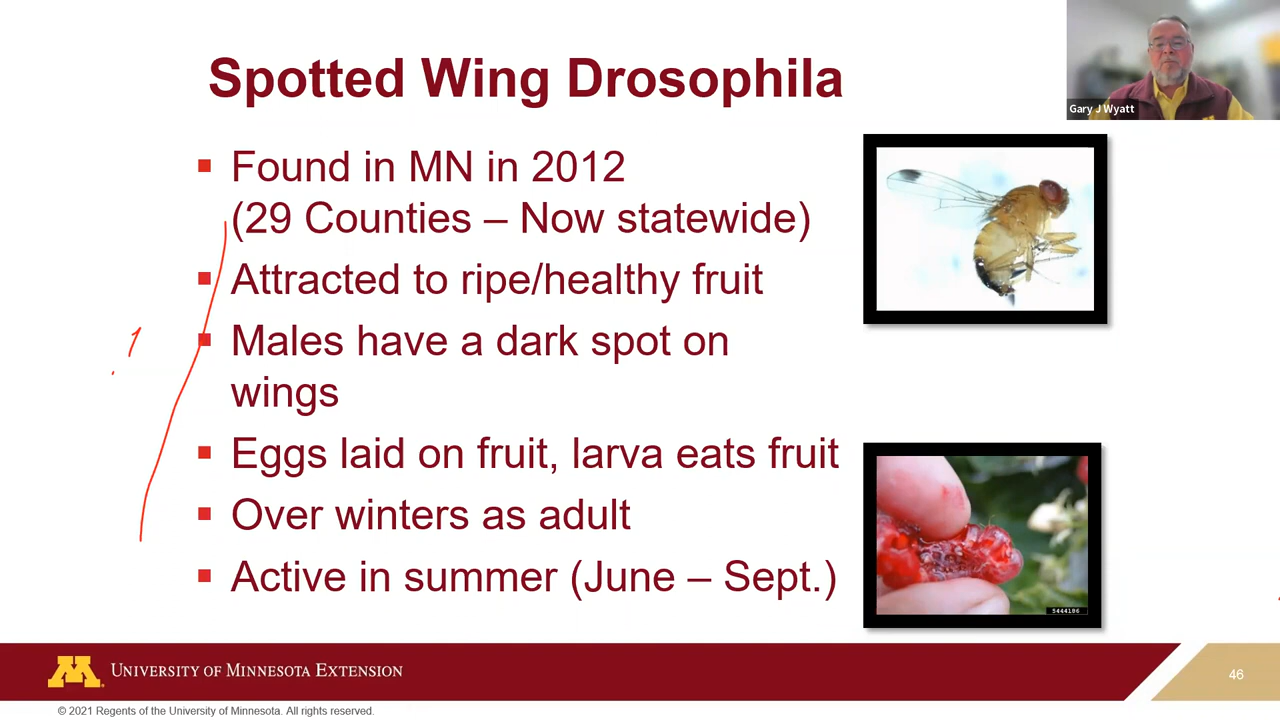 Spotted Wing Drosophila
Gary J Wyatt
Found in MN in 2012
(29 Counties – Now statewide)
Attracted to ripe/healthy fruit
Males have a dark spot on
wings
Eggs laid on fruit, larva eats fruit
Over winters as adult
Active in summer (June – Sept.)
5444186
UNIVERSITY OF MINNESOTA EXTENSION
46
© 2021 Regents of the University of Minnesota. All rights reserved.